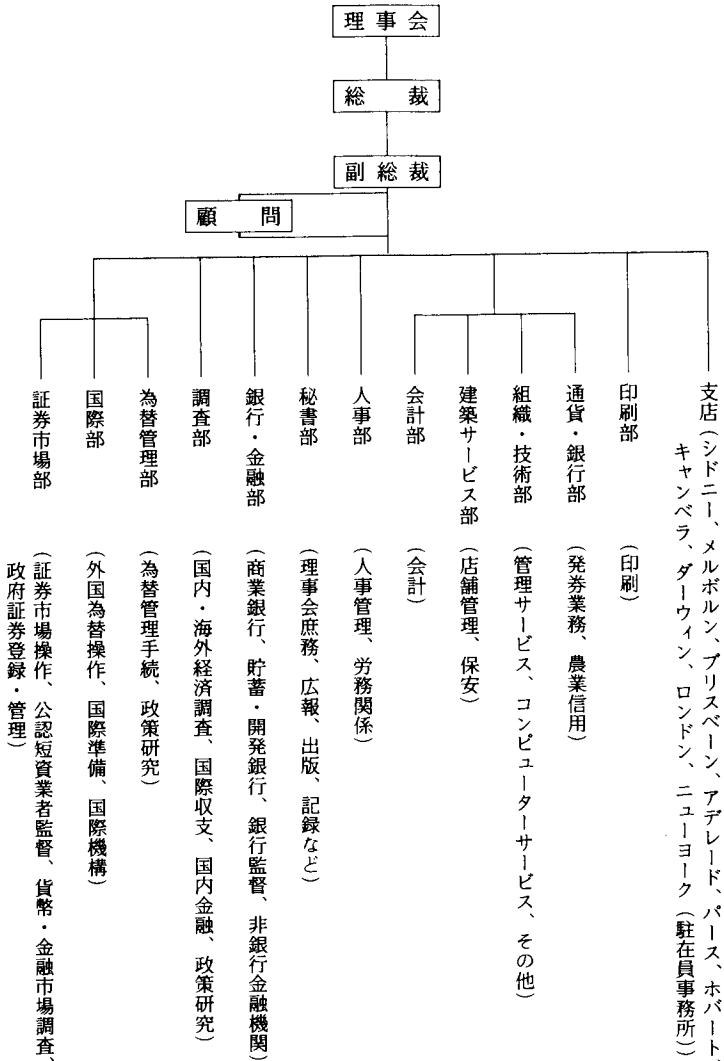 理事会
総裁
副総裁
顧問
支店(シドニー、メルボルン、ブリスベーン、アデレード、パース、ホバート、
キャンベラ、ダーウィン、ロンドン、ニューヨーク(駐在員事務所))
印刷部 (印刷)
通貨・銀行部 (発券業務、農業信用)
組織・技術部 (管理サービス、コンピューターサービス、その他)
建築サービス部 (店舗管理、保安)
会計部 (会計)
人事部 (人事管理、労務関係)
秘書部 (理事会庶務、広報、出版、記録など)
銀行・金融部 (商業銀行、貯蓄・開発銀行、銀行監督、非銀行金融機関)
調査部 (国内・海外経済調査、国際収支、国内金融、政策研究)
為替管理部 (為替管理手続、政策研究)
国際部 (外国為替操作、国際準備、国際機構)
証券市場部 (証券市場操作、公認短資業者監督、貨幣・金融市場調査、
政府証券登録・管理)